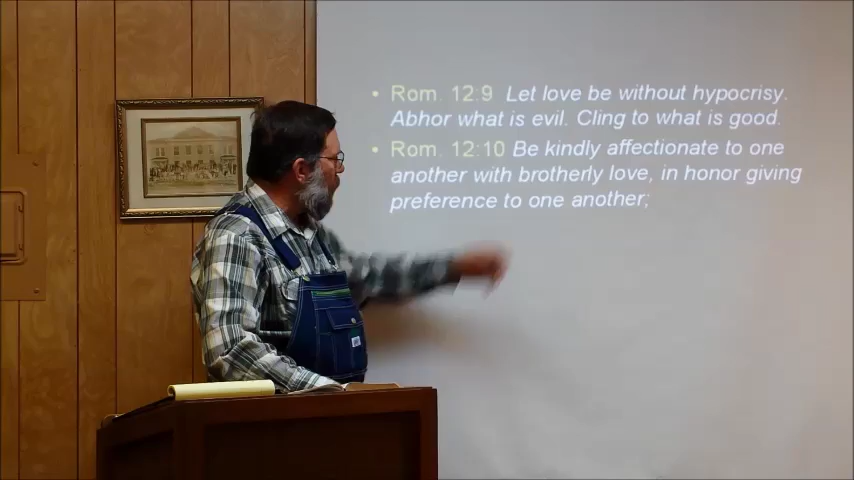 • Rom. 12:9 Let love be without hypocrisy.
Abhor what is evil. Cling to what is good.
• Rom. 12:10 Be kindly affectionate to one
another with brotherly love, in honor giving
preference to one another;